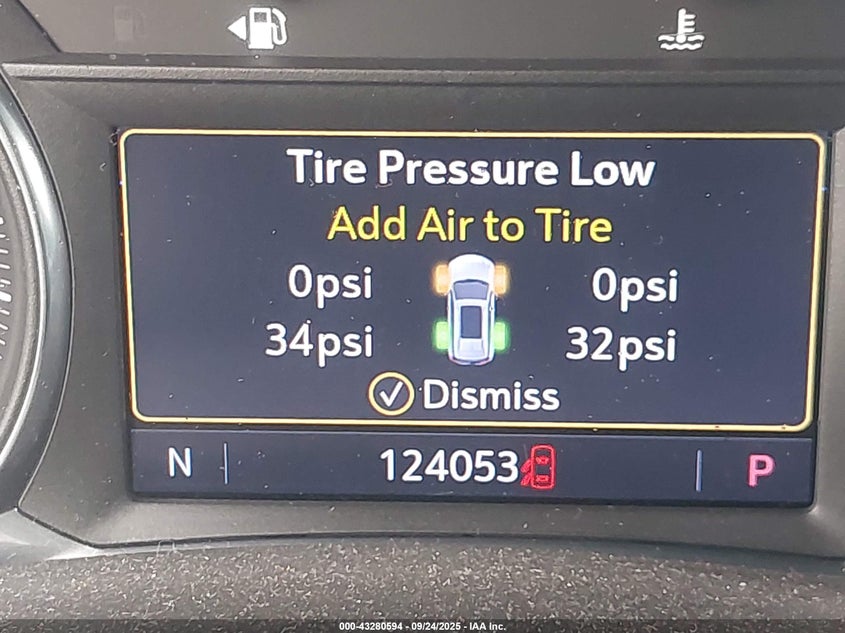 Tire Pressure Low
Add Air to Tire
0psi 0psi
34psi 32psi
Dismiss
N 124053 P
000-43280594 - 09/24/2025 - IAA Inc.